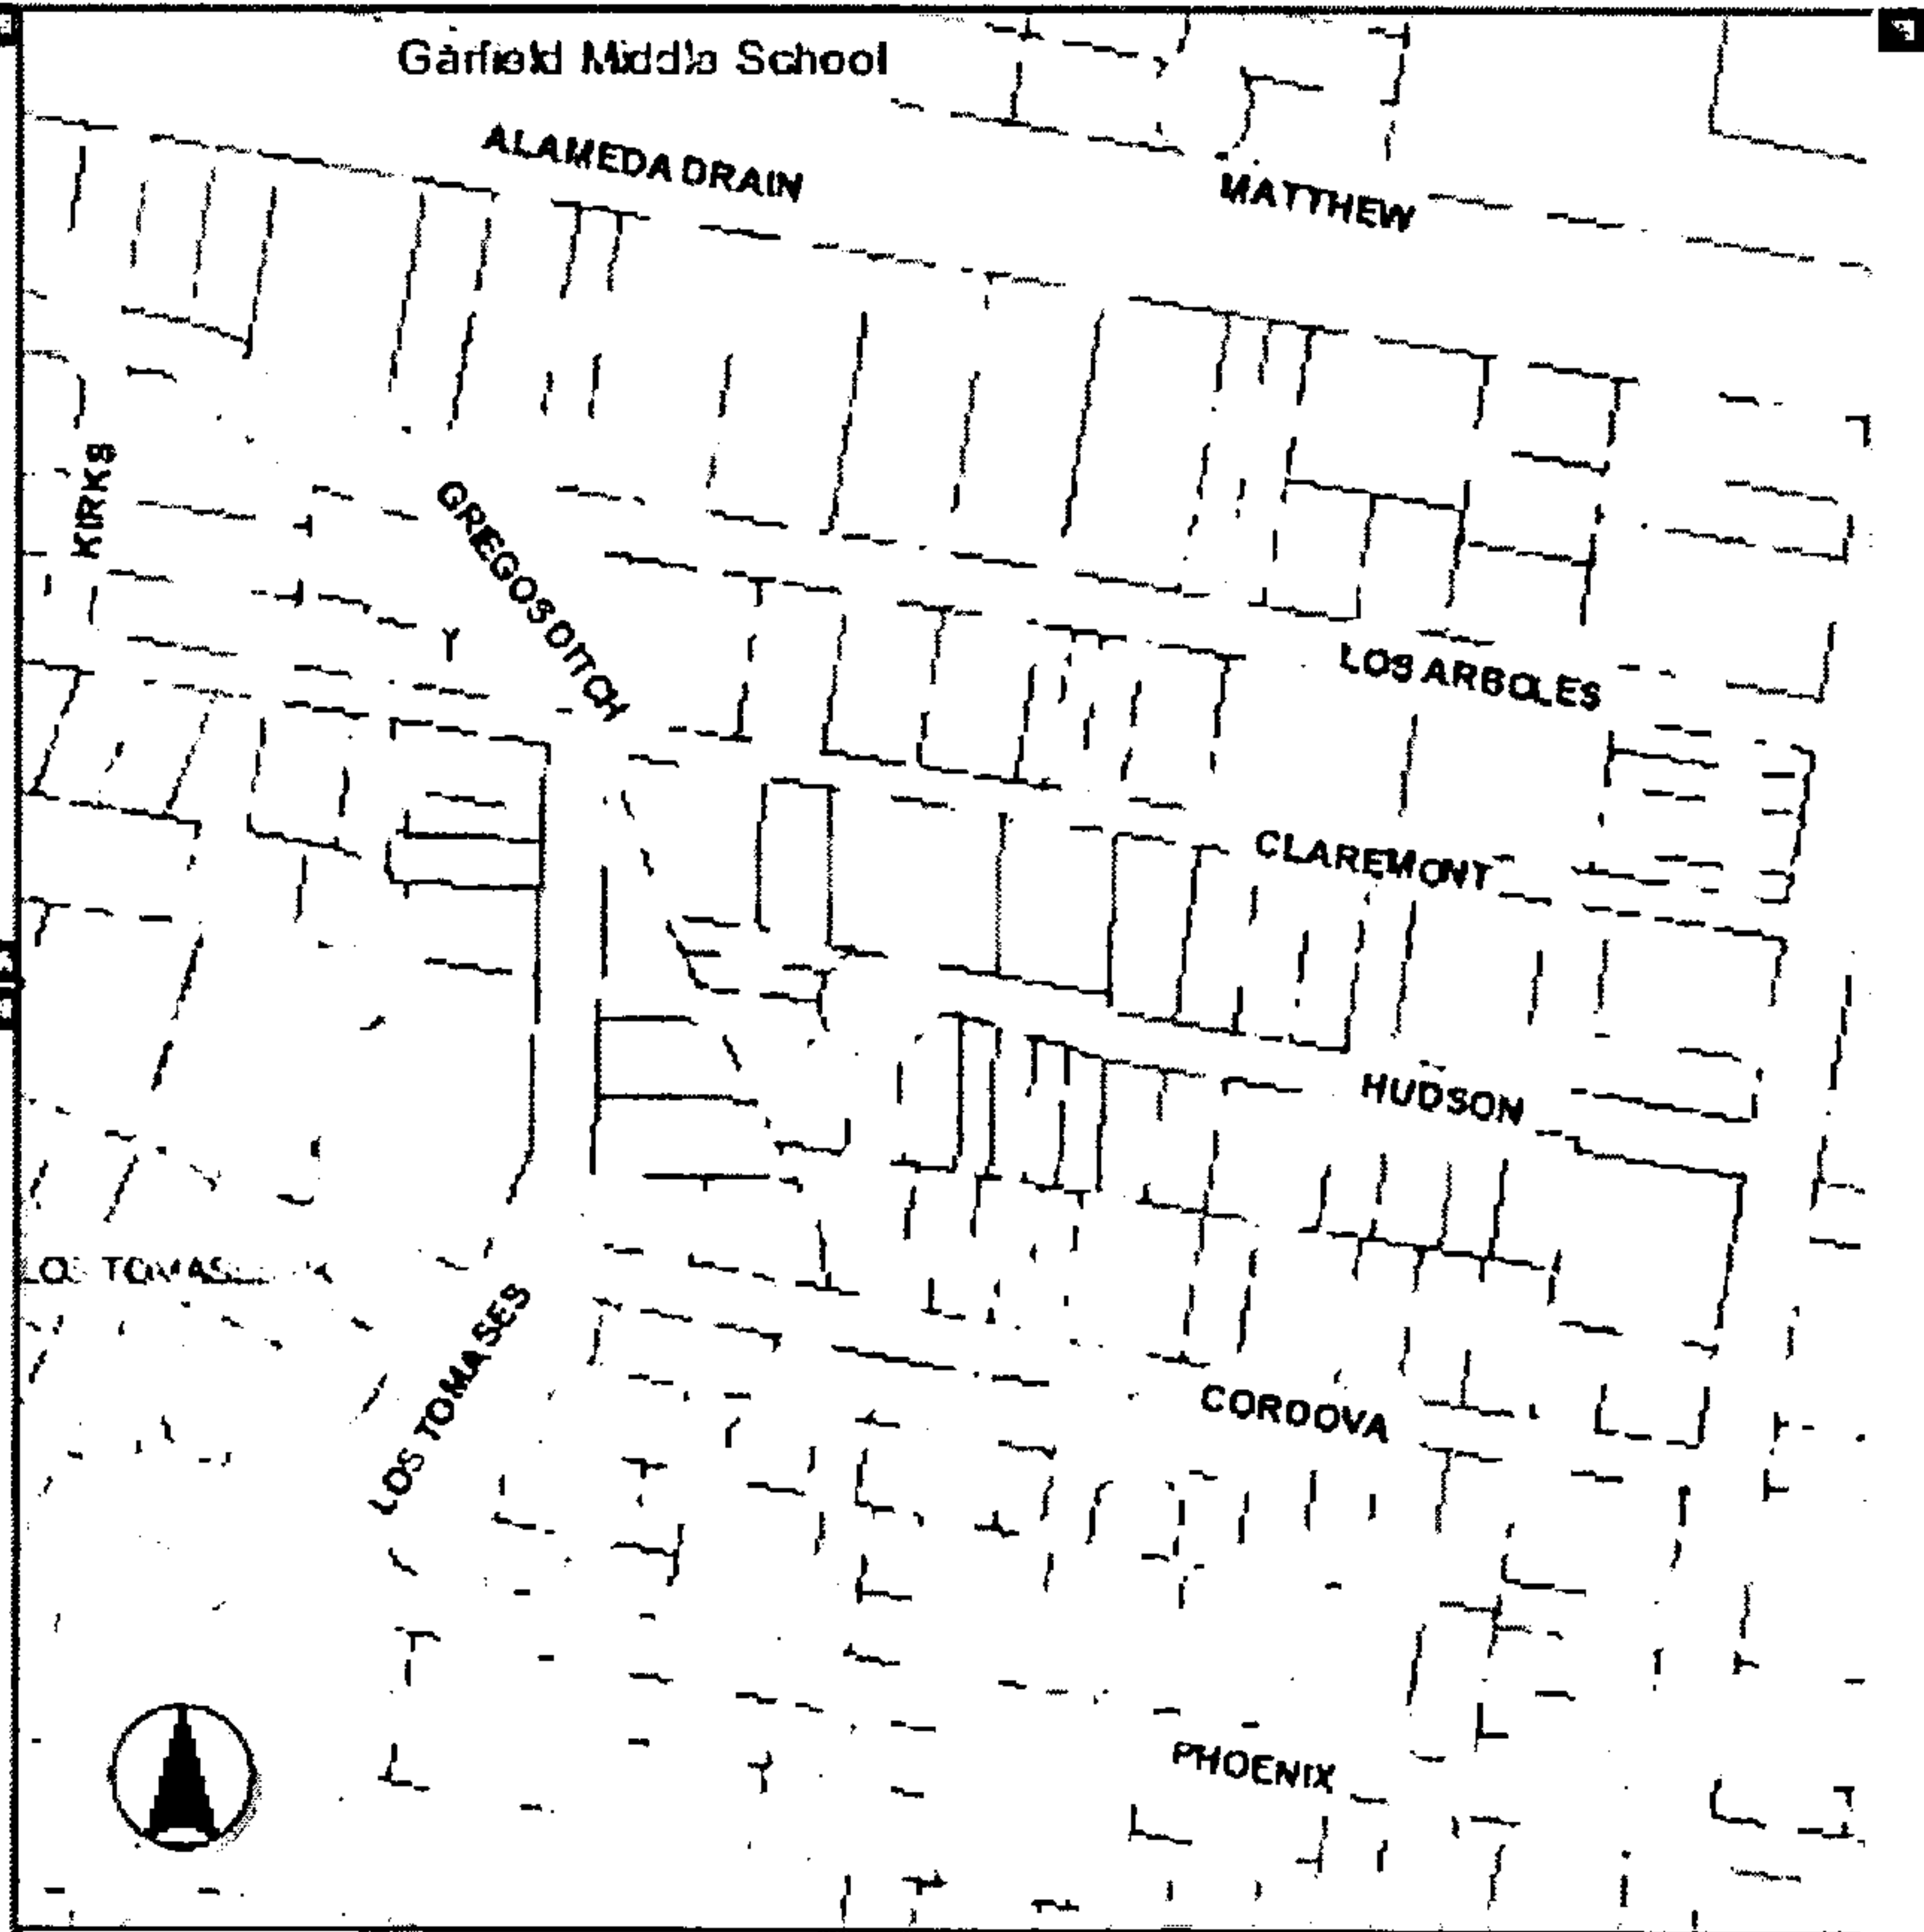 Garfield Middle School
ALAMEDA DRAIN
MATTHEW
KIRKS
GREGOS DITCH
LOS ARBOLES
CLAREMONT
HUDSON
LOS TOMASES
CORDOVA
PHOENIX